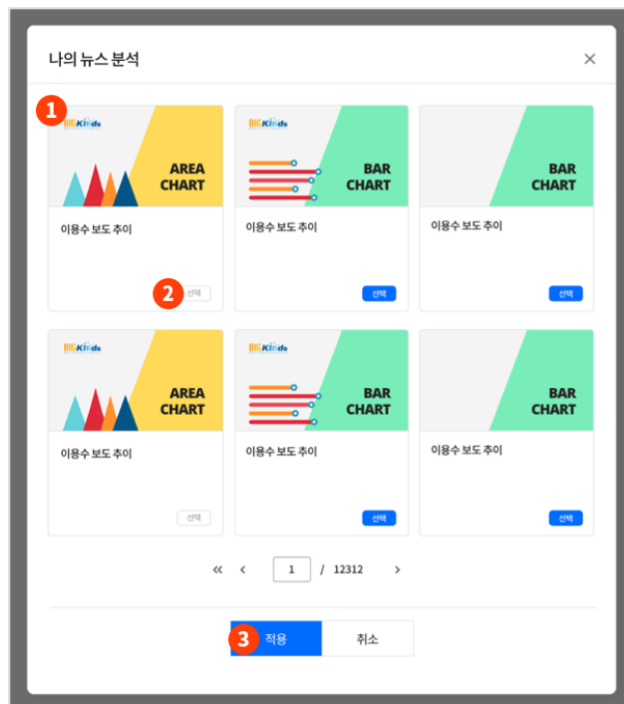 나의 뉴스 분석 ×
1
BIGKinds
AREA
CHART
이용수 보도 추이
2 선택
BIGKinds
BAR
CHART
이용수 보도 추이
선택
BAR
CHART
이용수 보도 추이
선택
BIGKinds
AREA
CHART
이용수 보도 추이
선택
BIGKinds
BAR
CHART
이용수 보도 추이
선택
BAR
CHART
이용수 보도 추이
선택
« < 1 / 12312 >
3 적용 취소